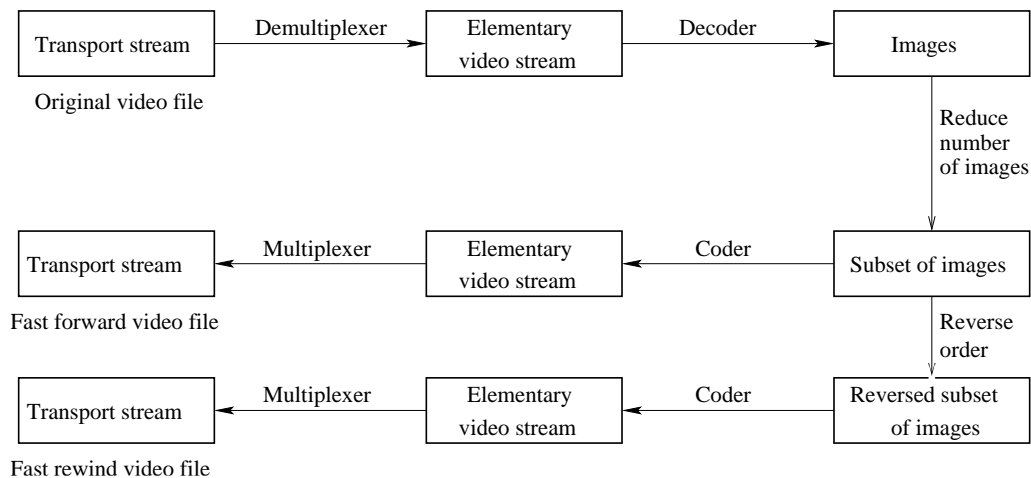 Transport stream
Demultiplexer
Elementary
video stream
Decoder
Images
Original video file
Reduce
number
of images
Transport stream
Multiplexer
Elementary
video stream
Coder
Subset of images
Fast forward video file
Reverse
order
Transport stream
Multiplexer
Elementary
video stream
Coder
Reversed subset
of images
Fast rewind video file